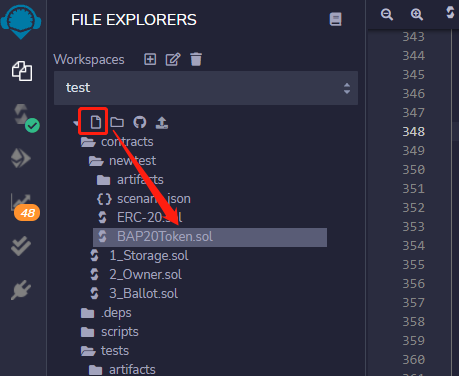 FILE EXPLORERS
Workspaces
test
contracts
newtest
artifacts
scenario.json
ERC-20.sol
BAP20Token.sol
1_Storage.sol
2_Owner.sol
3_Ballot.sol
.deps
scripts
tests
artifacts
48
343
344
345
346
347
348
349
350
351
352
353
354
355
356
357
358
359
360